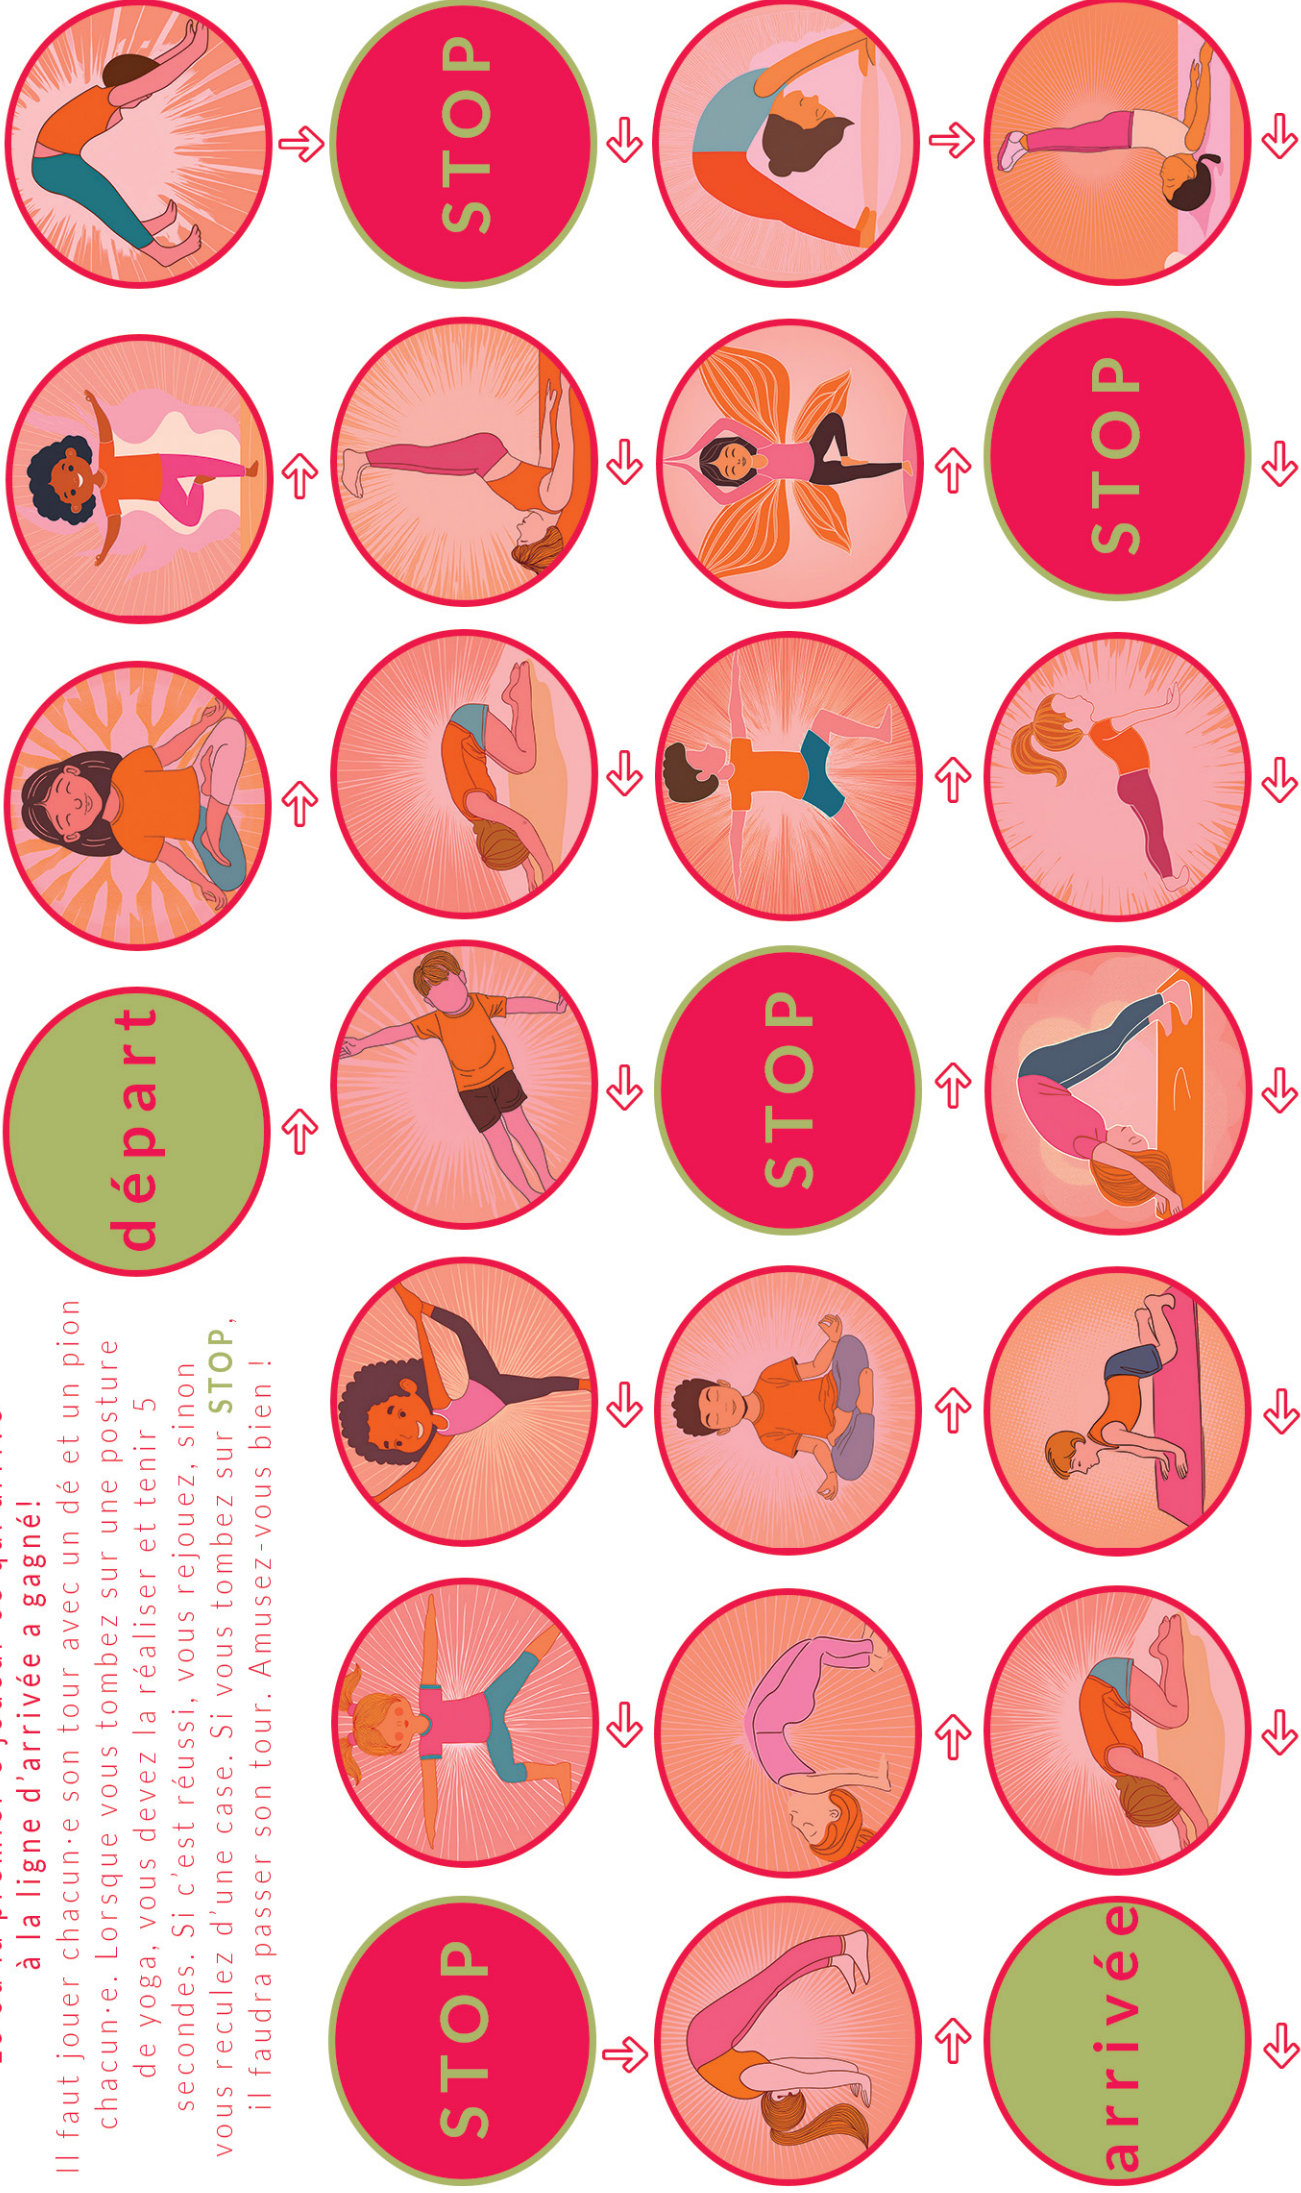 à la ligne d'arrivée a gagné!
Il faut jouer chacun·e son tour avec un dé et un pion
chacun·e. Lorsque vous tombez sur une posture
de yoga, vous devez la réaliser et tenir 5
secondes. Si c'est réussi, vous rejouez, sinon
vous reculez d'une case. Si vous tombez sur STOP,
il faudra passer son tour. Amusez-vous bien !
départ
STOP
STOP
STOP
STOP
arrivée